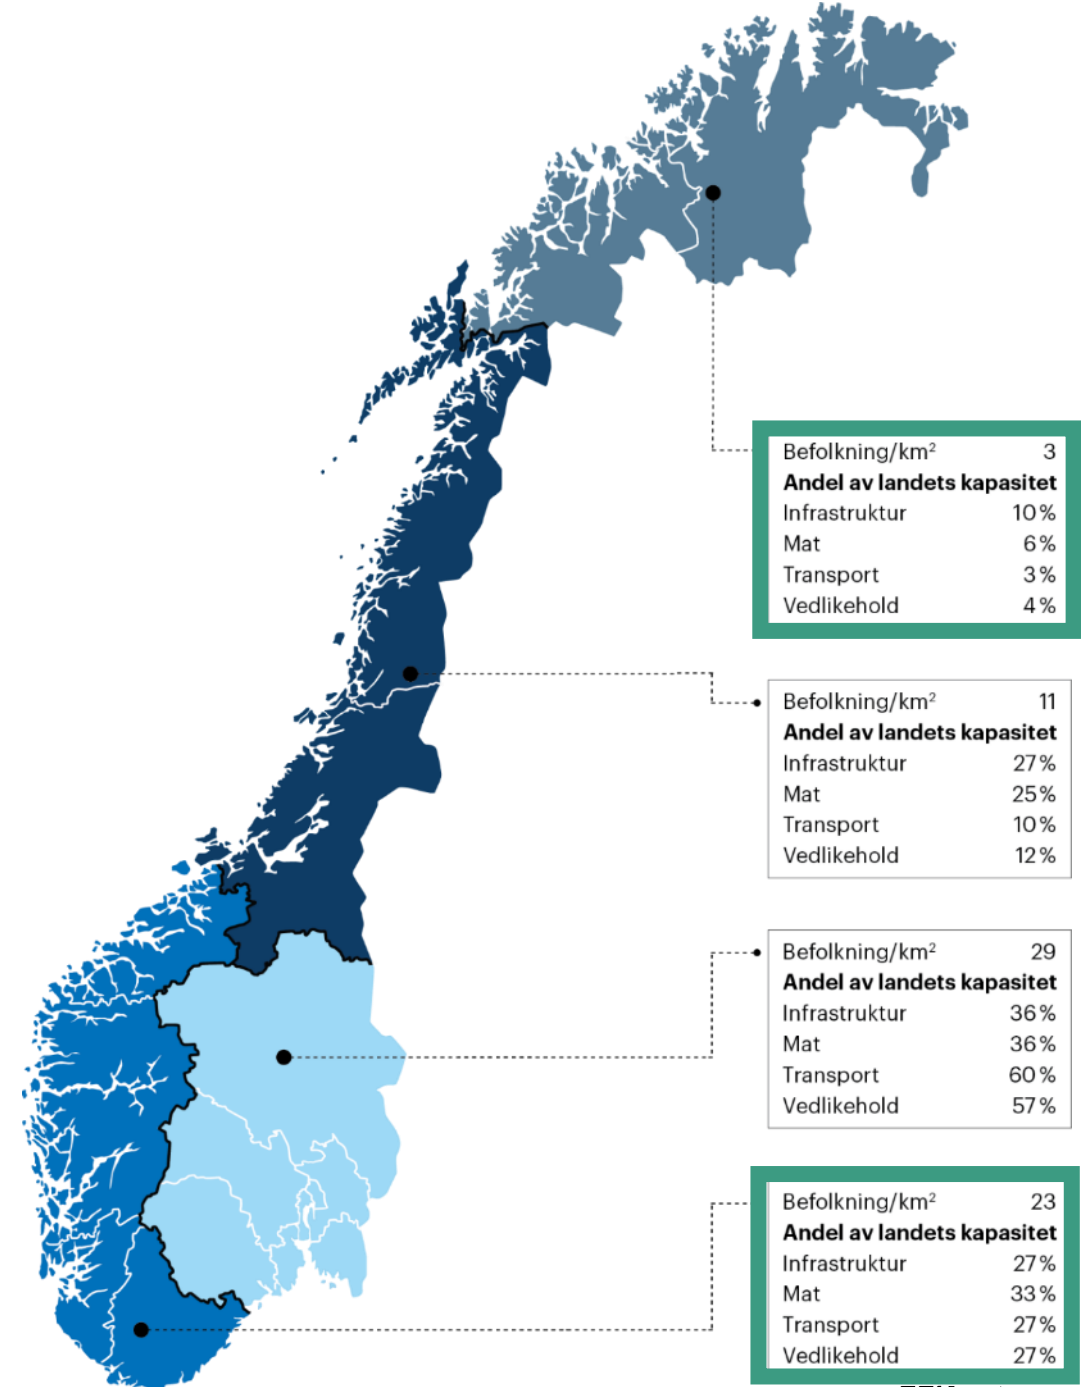 Befolkning/km² 3
Andel av landets kapasitet
Infrastruktur 10 %
Mat 6 %
Transport 3 %
Vedlikehold 4 %
Befolkning/km² 11
Andel av landets kapasitet
Infrastruktur 27 %
Mat 25 %
Transport 10 %
Vedlikehold 12 %
Befolkning/km² 29
Andel av landets kapasitet
Infrastruktur 36 %
Mat 36 %
Transport 60 %
Vedlikehold 57 %
Befolkning/km² 23
Andel av landets kapasitet
Infrastruktur 27 %
Mat 33 %
Transport 27 %
Vedlikehold 27 %